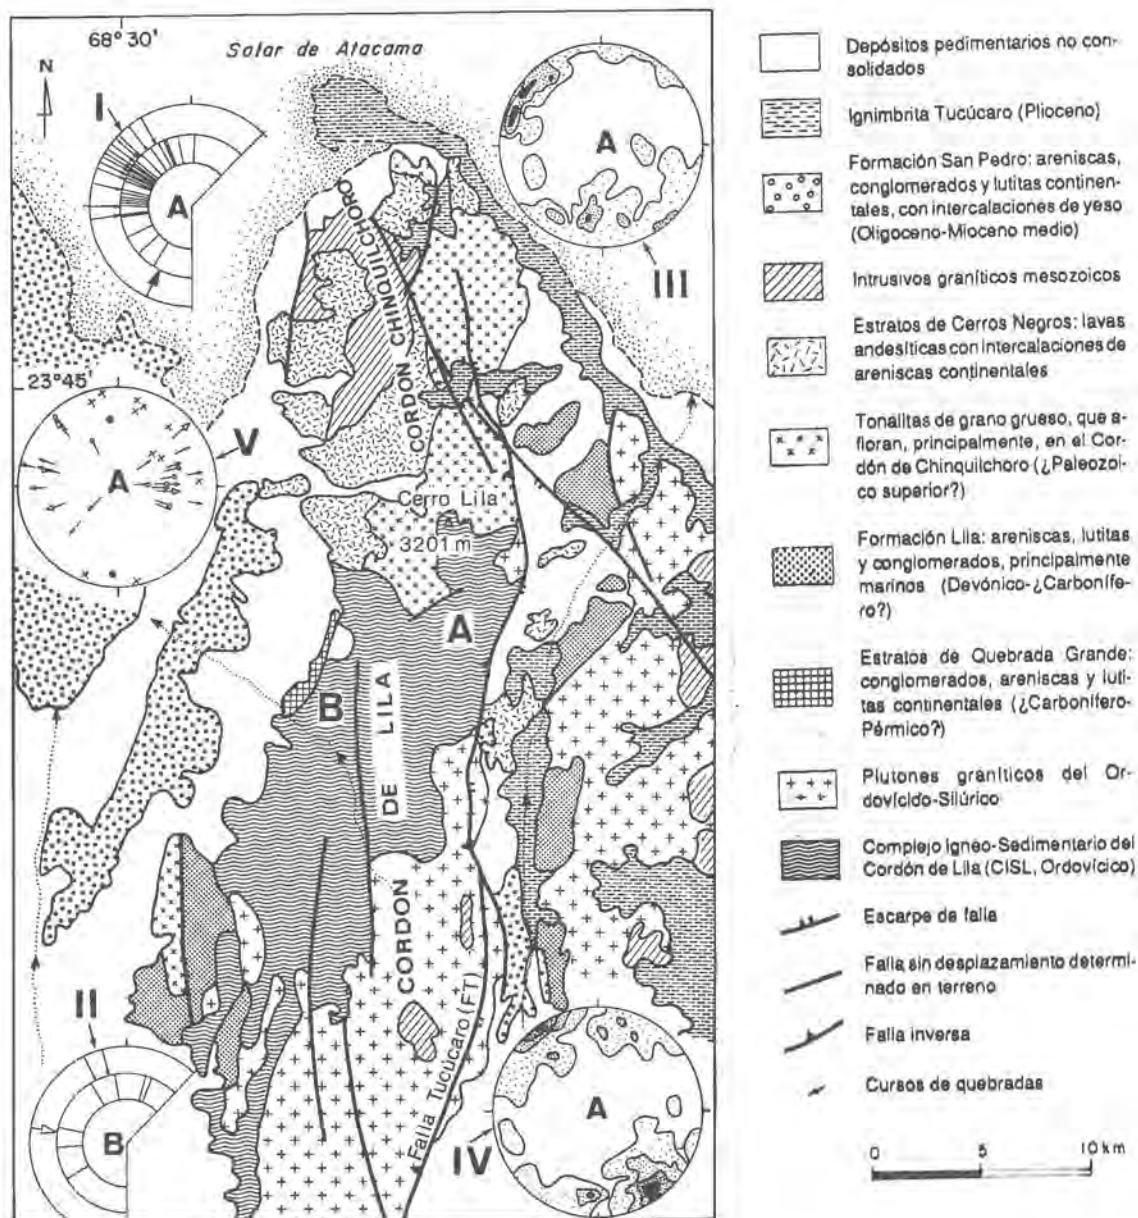 68° 30'
Salar de Atacama
N
I
A
A
III
CORDON CHINQUILCHORO
23°45'
V
A
Cerro Lila
3201 m
A
B
CORDON DE LILA
II
B
Falla Tucúcaro (FT)
IV
A
Depósitos pedimentarios no con-
solidados
Ignimbrita Tucúcaro (Plioceno)
Formación San Pedro: areniscas,
conglomerados y lutitas continen-
tales, con intercalaciones de yeso
(Oligoceno-Mioceno medio)
Intrusivos graníticos mesozoicos
Estratos de Cerros Negros: lavas
andesíticas con intercalaciones de
areniscas continentales
Tonalitas de grano grueso, que a-
floran, principalmente, en el Cor-
dón de Chinquilchoro (¿Paleozoi-
co superior?)
Formación Lila: areniscas, lutitas
y conglomerados, principalmente
marinos (Devónico-¿Carbonífe-
ro?)
Estratos de Quebrada Grande:
conglomerados, areniscas y luti-
tas continentales (¿Carbonífero-
Pérmico?)
Plutones graníticos del Or-
dovícido-Silúrico
Complejo Igneo-Sedimentario del
Cordón de Lila (CISL, Ordovícico)
Escarpe de falla
Falla sin desplazamiento determi-
nado en terreno
Falla inversa
Cursos de quebradas
0 5 10 km